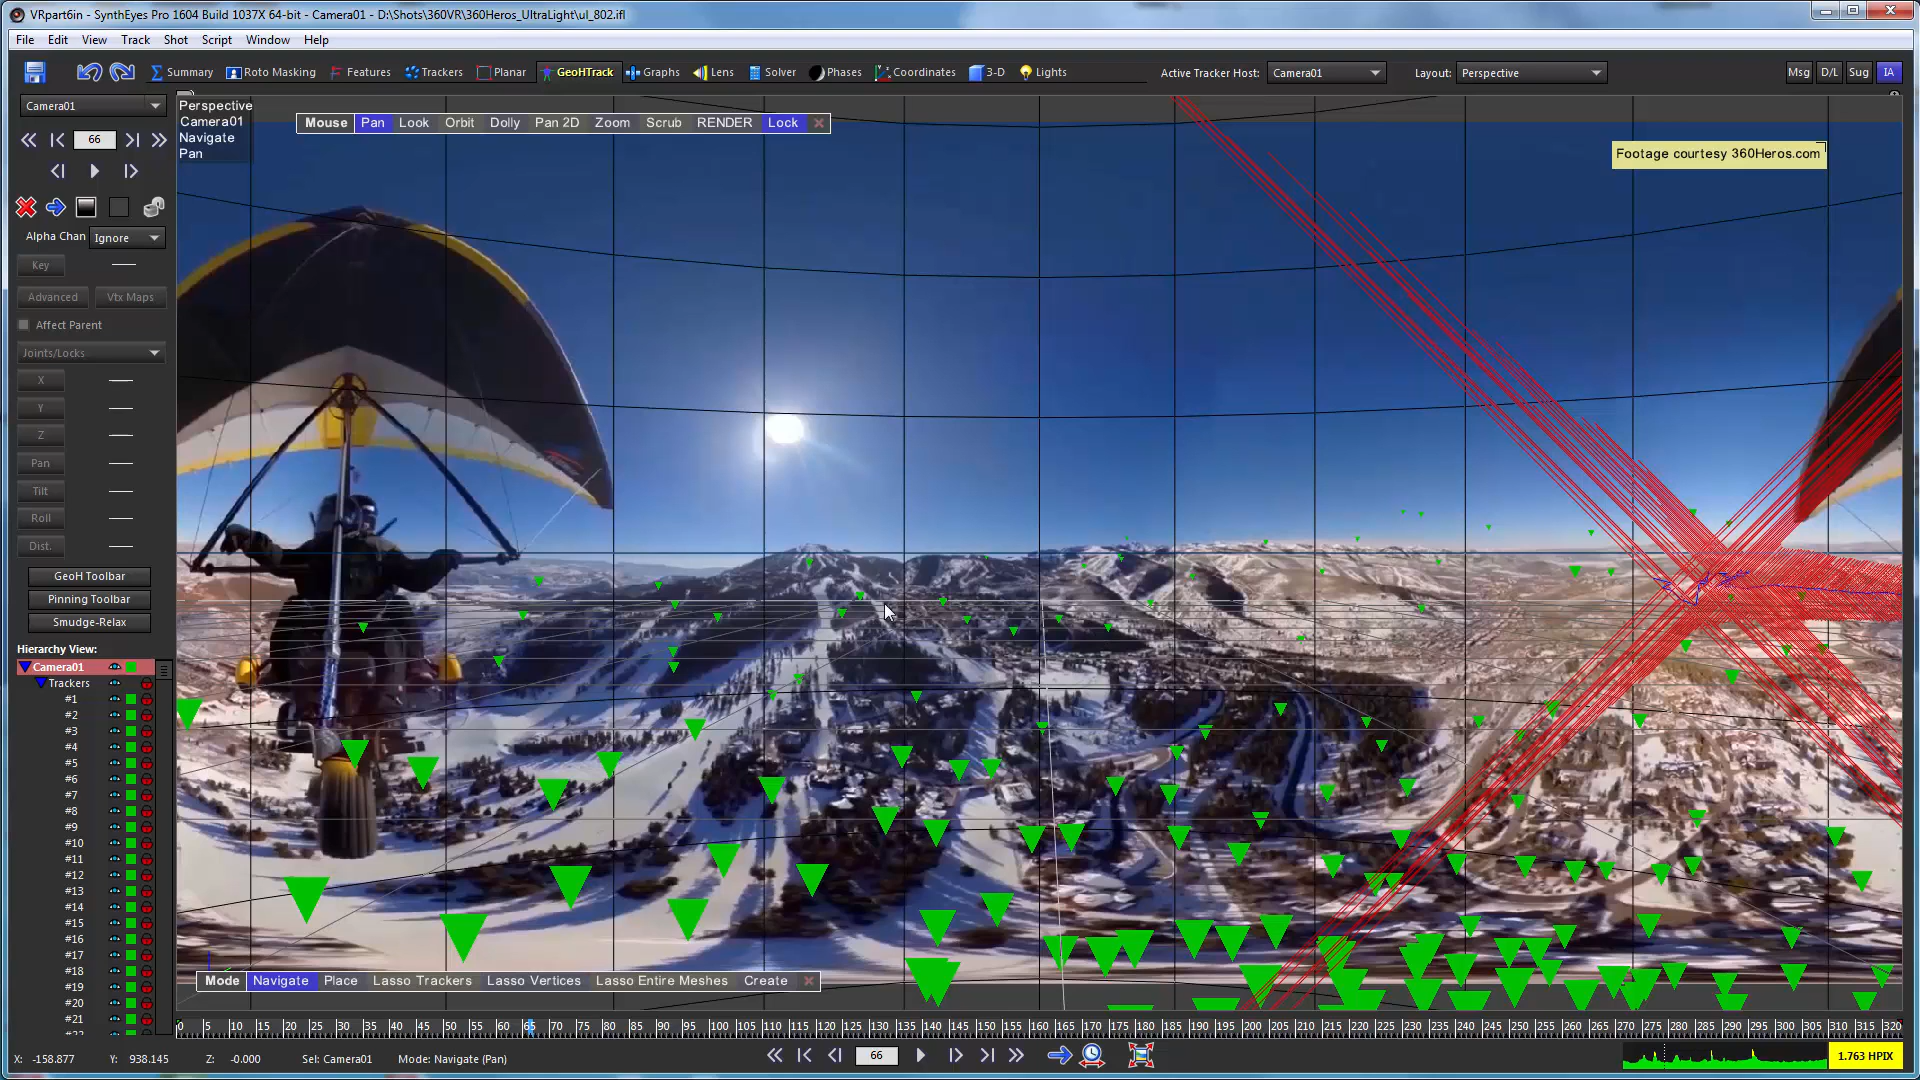 VRpart6in - SynthEyes Pro 1604 Build 1037X 64-bit - Camera01 - D:\Shots\360VR\360Heros_UltraLight\ul_802.ifl
File Edit View Track Shot Script Window Help
Summary Roto Masking Features Trackers Planar GeoHTrack Graphs Lens Solver Phases Coordinates 3-D Lights Active Tracker Host: Camera01 Layout: Perspective Msg D/L Sug IA
Camera01
66
Alpha Chan Ignore
Key
Advanced Vtx Maps
Affect Parent
Joints/Locks
X
Y
Z
Pan
Tilt
Roll
Dist.
GeoH Toolbar
Pinning Toolbar
Smudge-Relax
Hierarchy View:
Camera01
Trackers
#1
#2
#3
#4
#5
#6
#7
#8
#9
#10
#11
#12
#13
#14
#15
#16
#17
#18
#19
#20
#21
Perspective
Camera01
Navigate
Pan
Mouse Pan Look Orbit Dolly Pan 2D Zoom Scrub RENDER Lock
Footage courtesy 360Heros.com
Mode Navigate Place Lasso Trackers Lasso Vertices Lasso Entire Meshes Create
0 5 10 15 20 25 30 35 40 45 50 55 60 65 70 75 80 85 90 95 100 105 110 115 120 125 130 135 140 145 150 155 160 165 170 175 180 185 190 195 200 205 210 215 220 225 230 235 240 245 250 255 260 265 270 275 280 285 290 295 300 305 310 315 320
X: -158.877 Y: 938.145 Z: -0.000 Sel: Camera01 Mode: Navigate (Pan) 66 1.763 HPIX